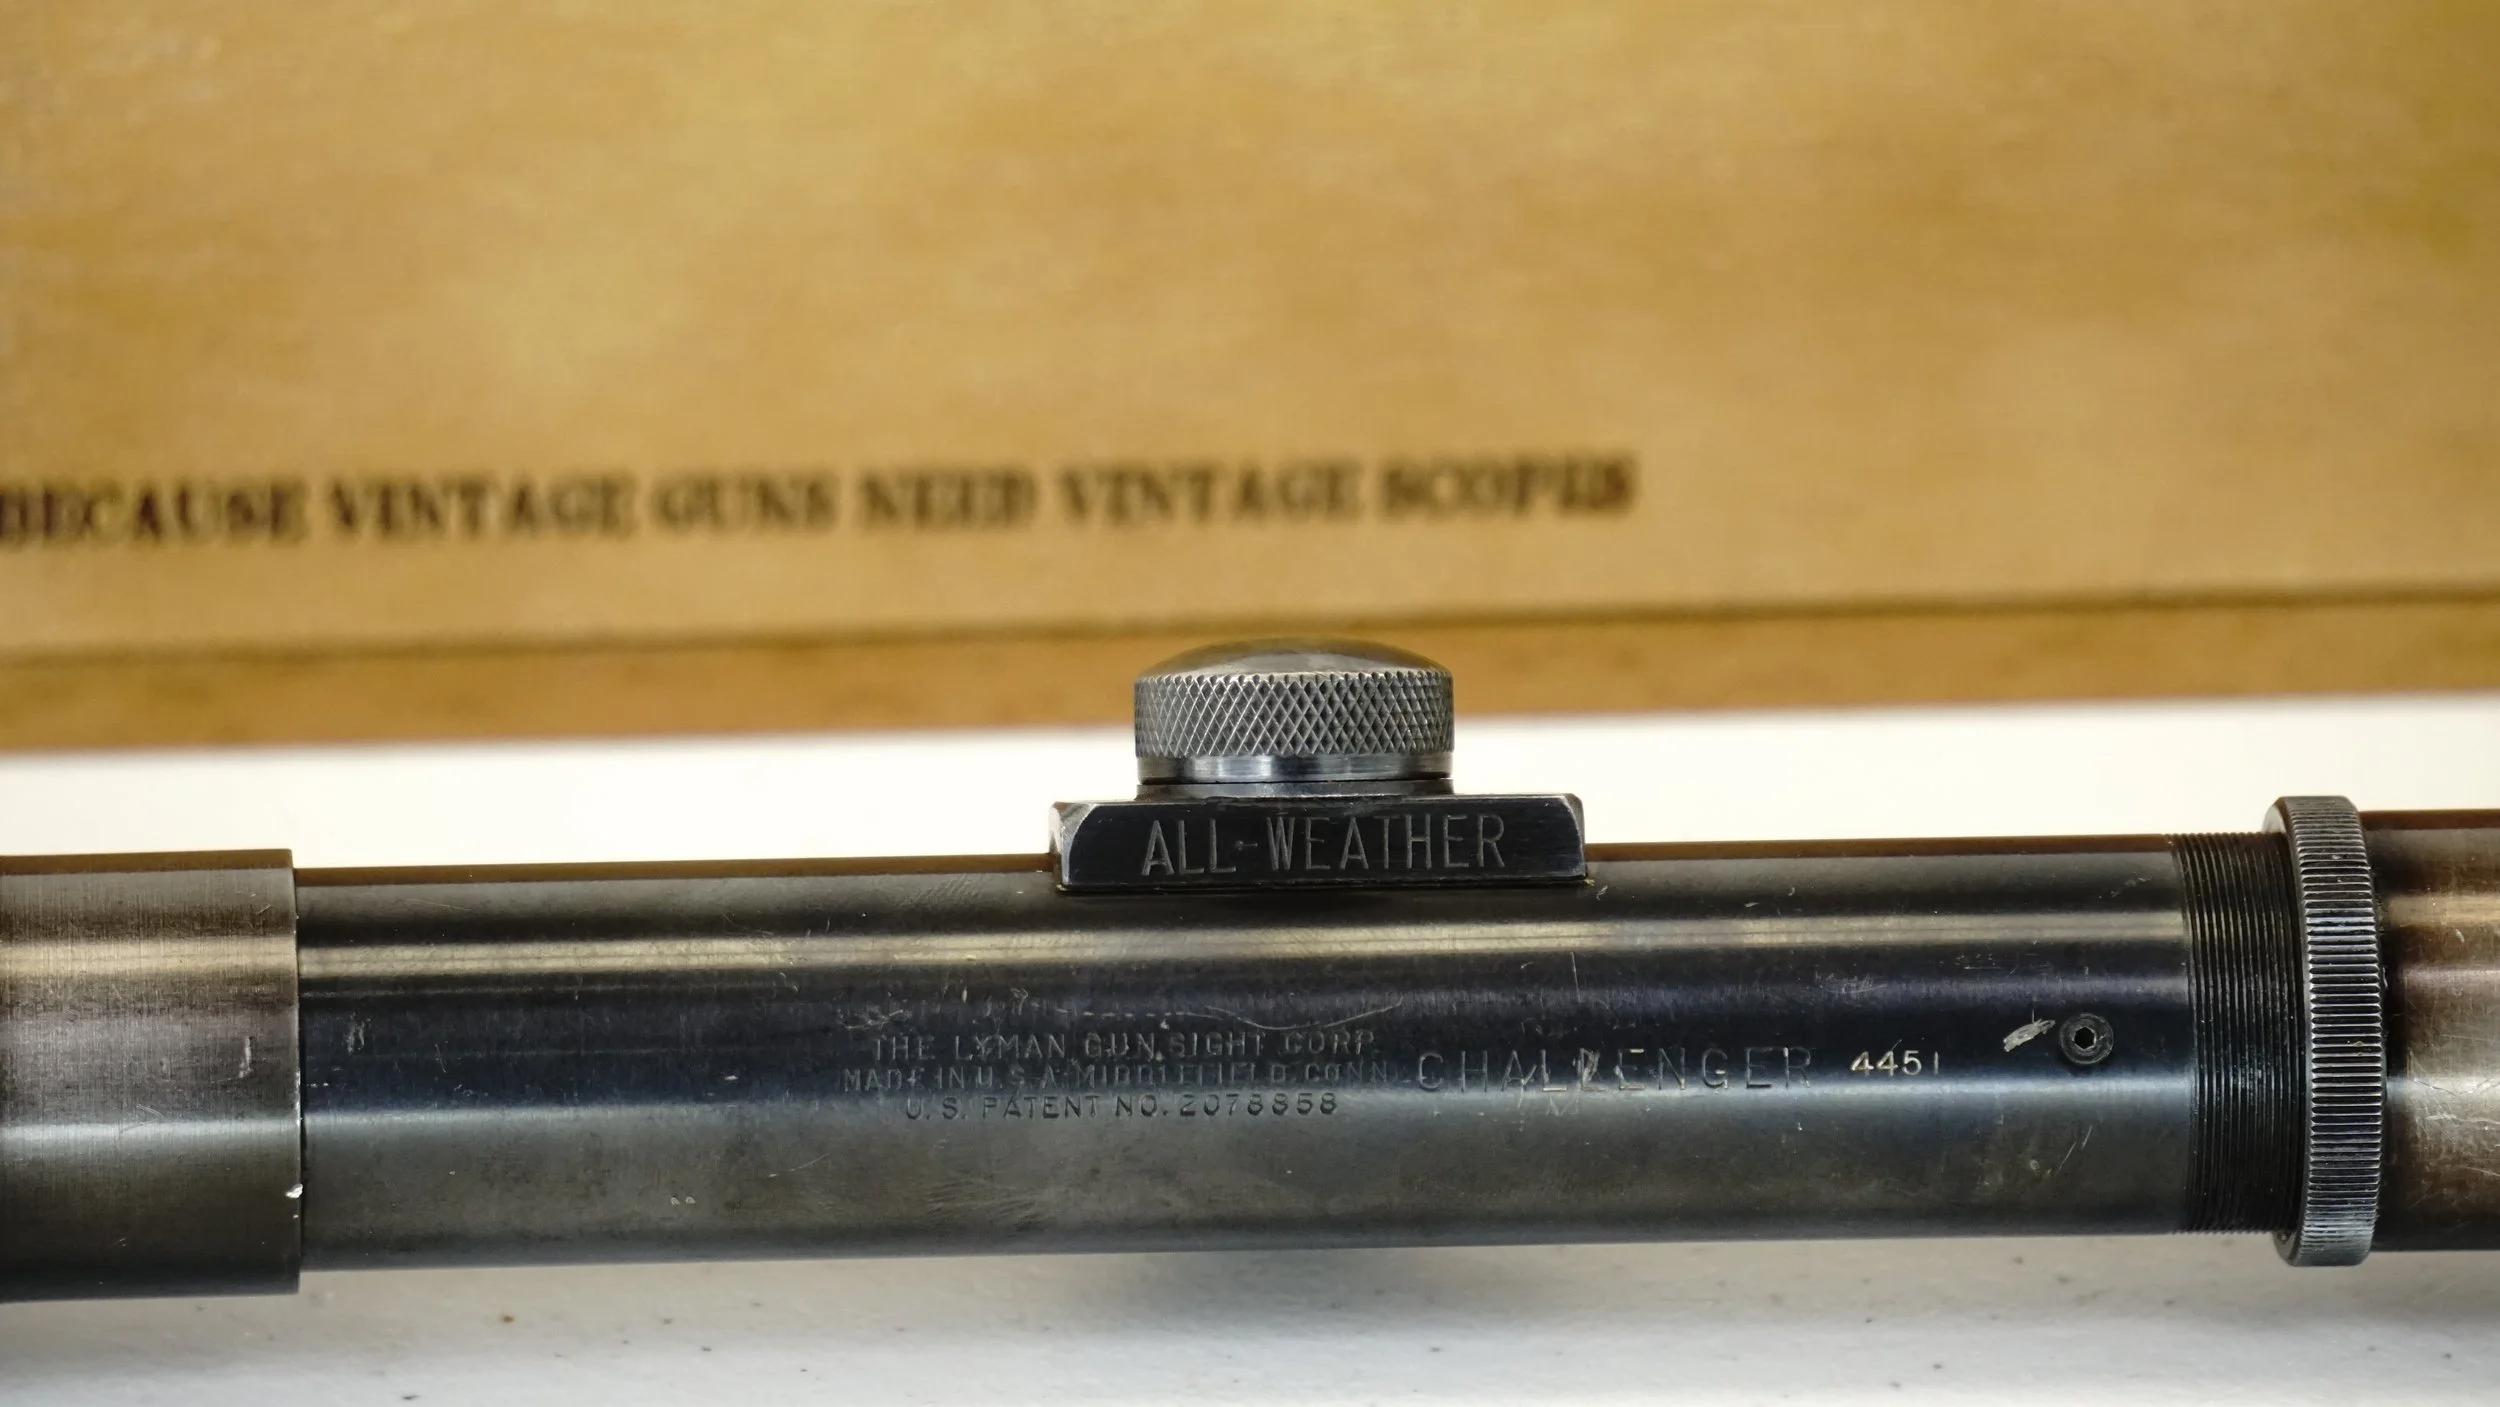 BECAUSE VINTAGE GUNS NEED VINTAGE SCOPES
ALL-WEATHER
THE LYMAN GUN SIGHT CORP.
MADE IN U.S.A. MIDDLEFIELD, CONN.
U.S. PATENT NO. 2078858
CHALLENGER 4451